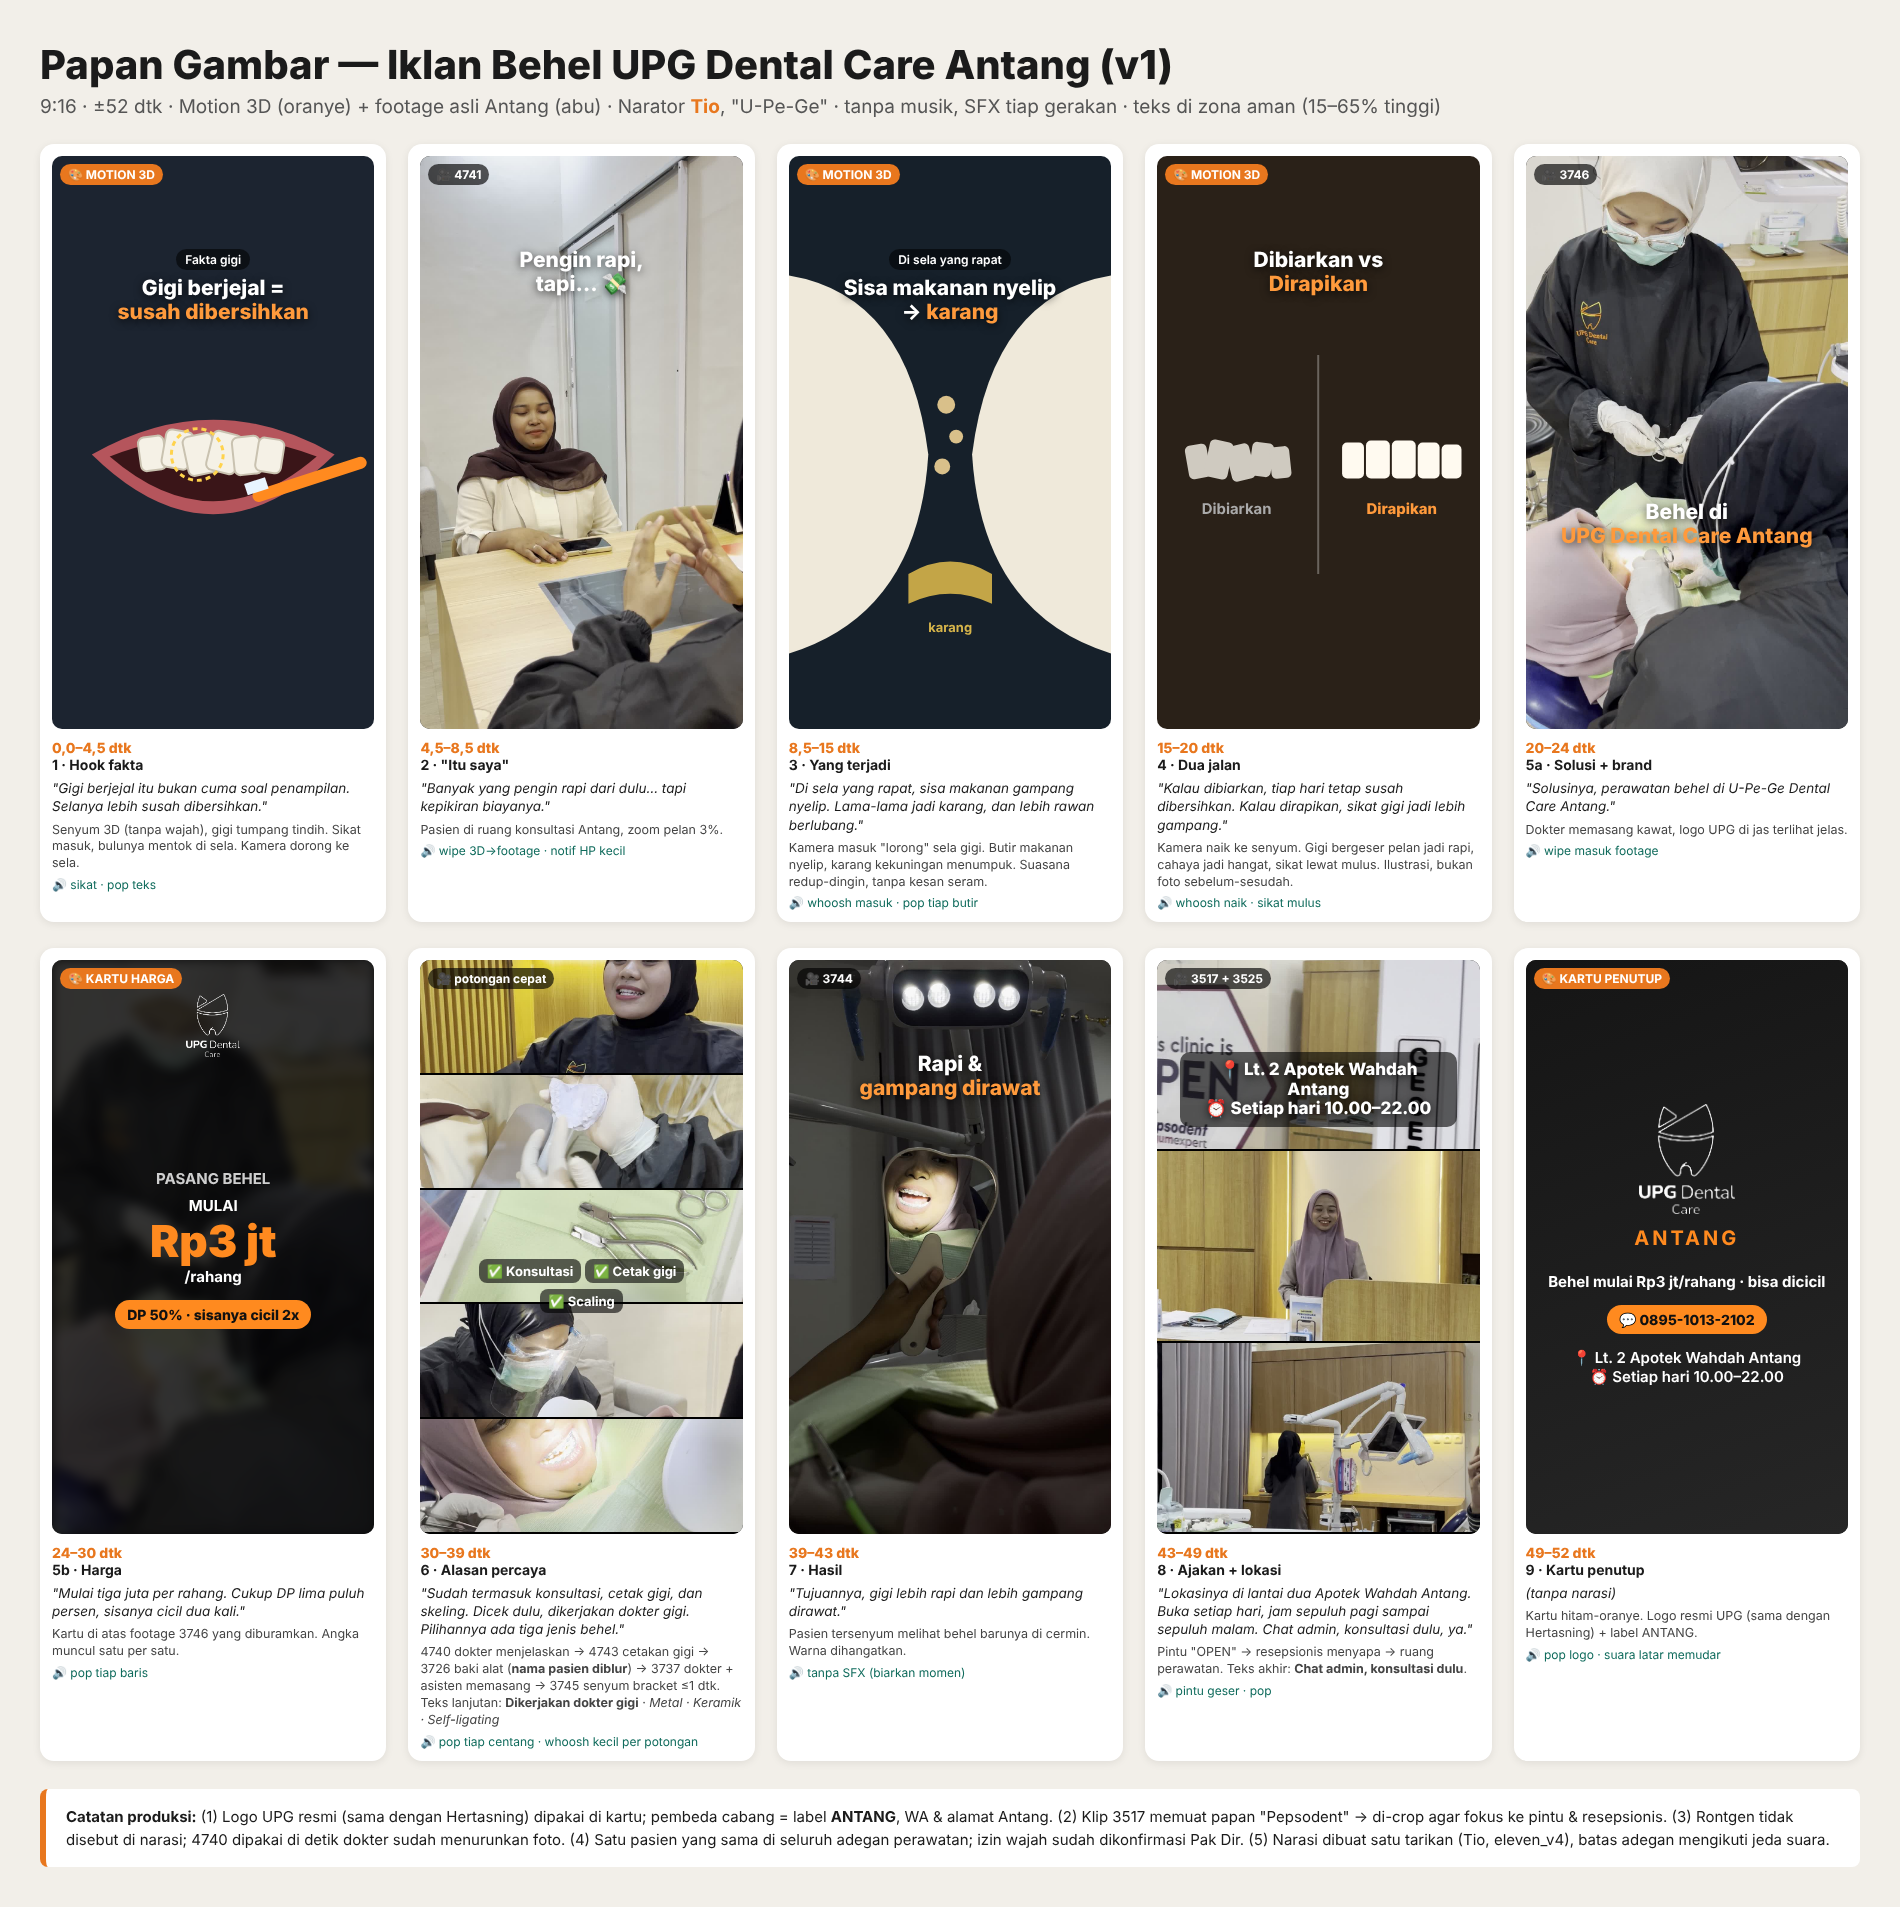 Papan Gambar — Iklan Behel UPG Dental Care Antang (v1)
9:16 · ±52 dtk · Motion 3D (oranye) + footage asli Antang (abu) · Narator Tio, "U-Pe-Ge" · tanpa musik, SFX tiap gerakan · teks di zona aman (15–65% tinggi)
🎨 MOTION 3D
Fakta gigi
Gigi berjejal =
susah dibersihkan
0,0–4,5 dtk
1 · Hook fakta
"Gigi berjejal itu bukan cuma soal penampilan.
Selanya lebih susah dibersihkan."
Senyum 3D (tanpa wajah), gigi tumpang tindih. Sikat
masuk, bulunya mentok di sela. Kamera dorong ke
sela.
🔊 sikat · pop teks
🎥 4741
Pengin rapi,
tapi... 💸
4,5–8,5 dtk
2 · "Itu saya"
"Banyak yang pengin rapi dari dulu... tapi
kepikiran biayanya."
Pasien di ruang konsultasi Antang, zoom pelan 3%.
🔊 wipe 3D→footage · notif HP kecil
🎨 MOTION 3D
Di sela yang rapat
Sisa makanan nyelip
→ karang
karang
8,5–15 dtk
3 · Yang terjadi
"Di sela yang rapat, sisa makanan gampang
nyelip. Lama-lama jadi karang, dan lebih rawan
berlubang."
Kamera masuk "lorong" sela gigi. Butir makanan
nyelip, karang kekuningan menumpuk. Suasana
redup-dingin, tanpa kesan seram.
🔊 whoosh masuk · pop tiap butir
🎨 MOTION 3D
Dibiarkan vs
Dirapikan
Dibiarkan
Dirapikan
15–20 dtk
4 · Dua jalan
"Kalau dibiarkan, tiap hari tetap susah
dibersihkan. Kalau dirapikan, sikat gigi jadi lebih
gampang."
Kamera naik ke senyum. Gigi bergeser pelan jadi rapi,
cahaya jadi hangat, sikat lewat mulus. Ilustrasi, bukan
foto sebelum-sesudah.
🔊 whoosh naik · sikat mulus
🎥 3746
UPG Dental
Care
Behel di
UPG Dental Care Antang
20–24 dtk
5a · Solusi + brand
"Solusinya, perawatan behel di U-Pe-Ge Dental
Care Antang."
Dokter memasang kawat, logo UPG di jas terlihat jelas.
🔊 wipe masuk footage
🎨 KARTU HARGA
UPG Dental
Care
PASANG BEHEL
MULAI
Rp3 jt
/rahang
DP 50% · sisanya cicil 2x
24–30 dtk
5b · Harga
"Mulai tiga juta per rahang. Cukup DP lima puluh
persen, sisanya cicil dua kali."
Kartu di atas footage 3746 yang diburamkan. Angka
muncul satu per satu.
🔊 pop tiap baris
🎥 potongan cepat
✅ Konsultasi ✅ Cetak gigi
✅ Scaling
30–39 dtk
6 · Alasan percaya
"Sudah termasuk konsultasi, cetak gigi, dan
skeling. Dicek dulu, dikerjakan dokter gigi.
Pilihannya ada tiga jenis behel."
4740 dokter menjelaskan → 4743 cetakan gigi →
3726 baki alat (nama pasien diblur) → 3737 dokter +
asisten memasang → 3745 senyum bracket ≤1 dtk.
Teks lanjutan: Dikerjakan dokter gigi · Metal · Keramik
· Self-ligating
🔊 pop tiap centang · whoosh kecil per potongan
🎥 3744
Rapi &
gampang dirawat
39–43 dtk
7 · Hasil
"Tujuannya, gigi lebih rapi dan lebih gampang
dirawat."
Pasien tersenyum melihat behel barunya di cermin.
Warna dihangatkan.
🔊 tanpa SFX (biarkan momen)
🎥 3517 + 3525
s clinic is
PEN
📍 Lt. 2 Apotek Wahdah
Antang
⏰ Setiap hari 10.00–22.00
psodent
umexpert
43–49 dtk
8 · Ajakan + lokasi
"Lokasinya di lantai dua Apotek Wahdah Antang.
Buka setiap hari, jam sepuluh pagi sampai
sepuluh malam. Chat admin, konsultasi dulu, ya."
Pintu "OPEN" → resepsionis menyapa → ruang
perawatan. Teks akhir: Chat admin, konsultasi dulu.
🔊 pintu geser · pop
🎨 KARTU PENUTUP
UPG Dental
Care
ANTANG
Behel mulai Rp3 jt/rahang · bisa dicicil
💬 0895-1013-2102
📍 Lt. 2 Apotek Wahdah Antang
⏰ Setiap hari 10.00–22.00
49–52 dtk
9 · Kartu penutup
(tanpa narasi)
Kartu hitam-oranye. Logo resmi UPG (sama dengan
Hertasning) + label ANTANG.
🔊 pop logo · suara latar memudar
Catatan produksi: (1) Logo UPG resmi (sama dengan Hertasning) dipakai di kartu; pembeda cabang = label ANTANG, WA & alamat Antang. (2) Klip 3517 memuat papan "Pepsodent" → di-crop agar fokus ke pintu & resepsionis. (3) Rontgen tidak
disebut di narasi; 4740 dipakai di detik dokter sudah menurunkan foto. (4) Satu pasien yang sama di seluruh adegan perawatan; izin wajah sudah dikonfirmasi Pak Dir. (5) Narasi dibuat satu tarikan (Tio, eleven_v4), batas adegan mengikuti jeda suara.